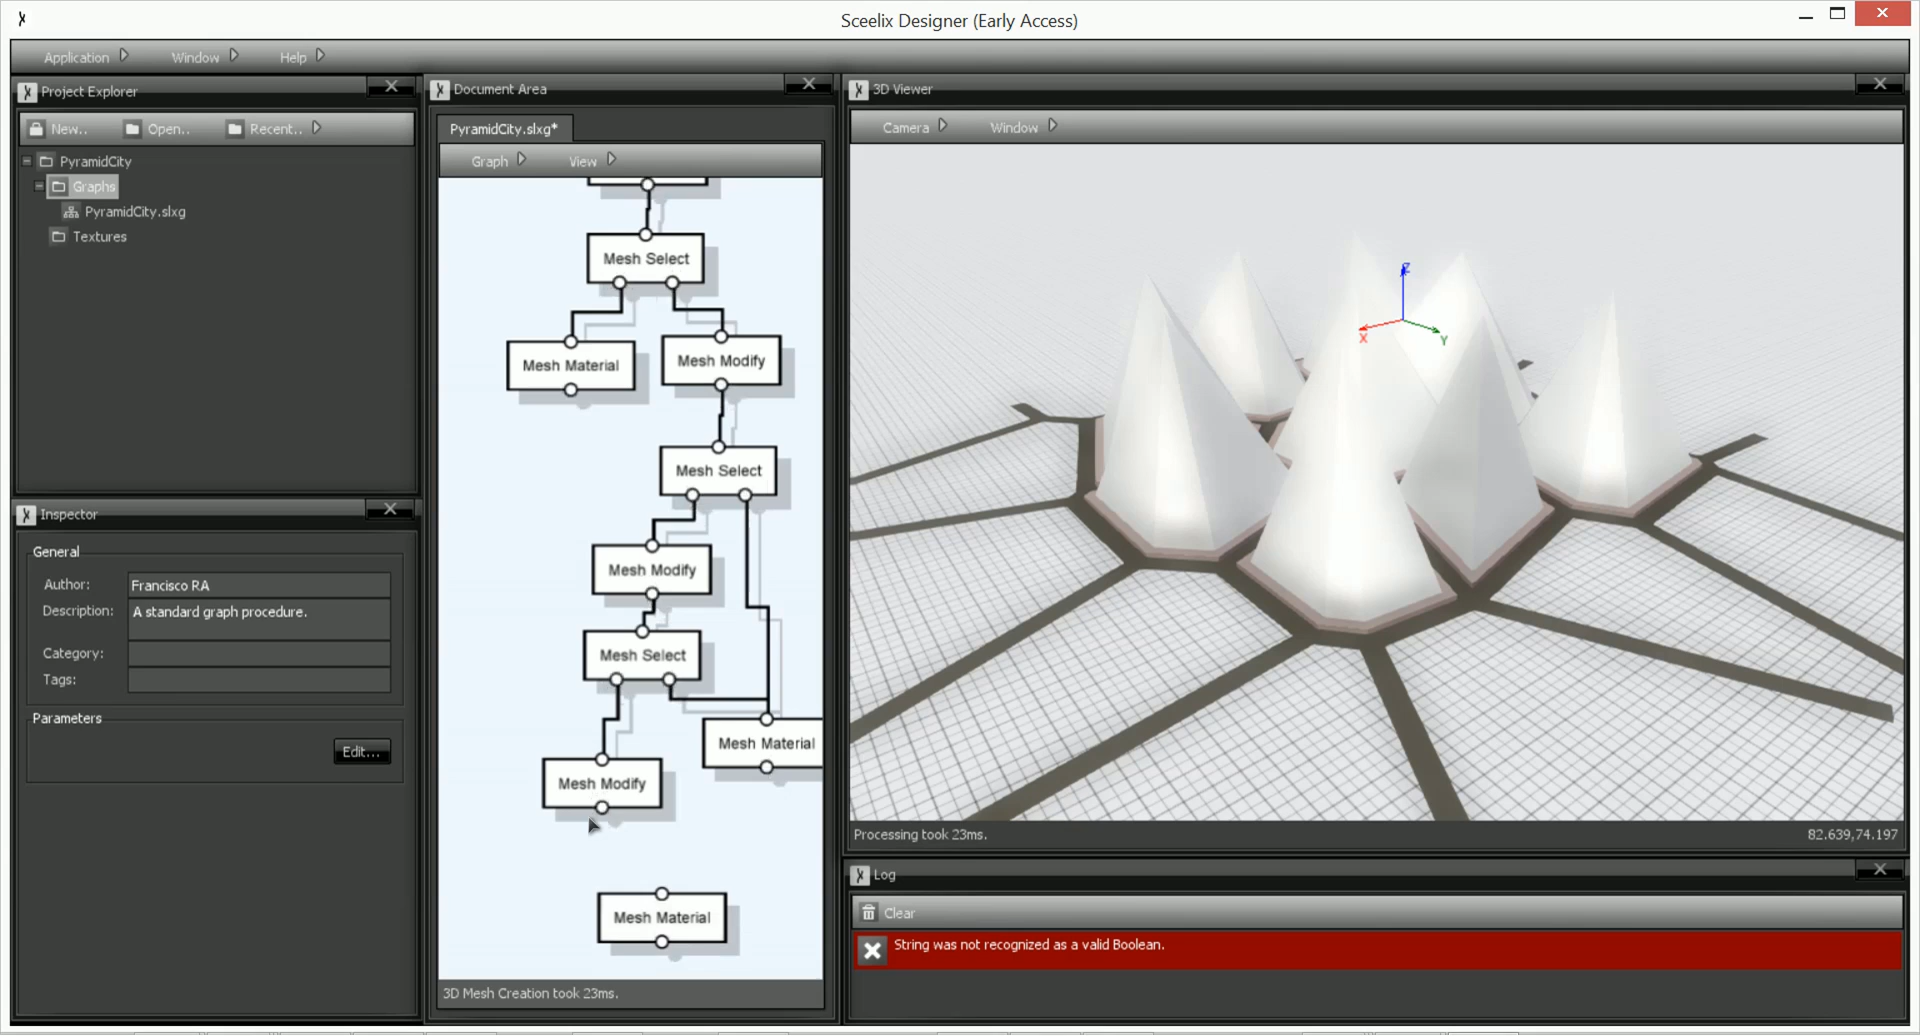 Sceelix Designer (Early Access)
Application Window Help
Project Explorer
New.. Open.. Recent..
PyramidCity
Graphs
PyramidCity.slxg
Textures
Inspector
General
Author: Francisco RA
Description: A standard graph procedure.
Category:
Tags:
Parameters
Edit...
Document Area
PyramidCity.slxg*
Graph View
Mesh Select
Mesh Material
Mesh Modify
Mesh Select
Mesh Modify
Mesh Select
Mesh Material
Mesh Modify
Mesh Material
3D Mesh Creation took 23ms.
3D Viewer
Camera Window
Z
X
Y
Processing took 23ms.
82.639,74.197
Log
Clear
String was not recognized as a valid Boolean.